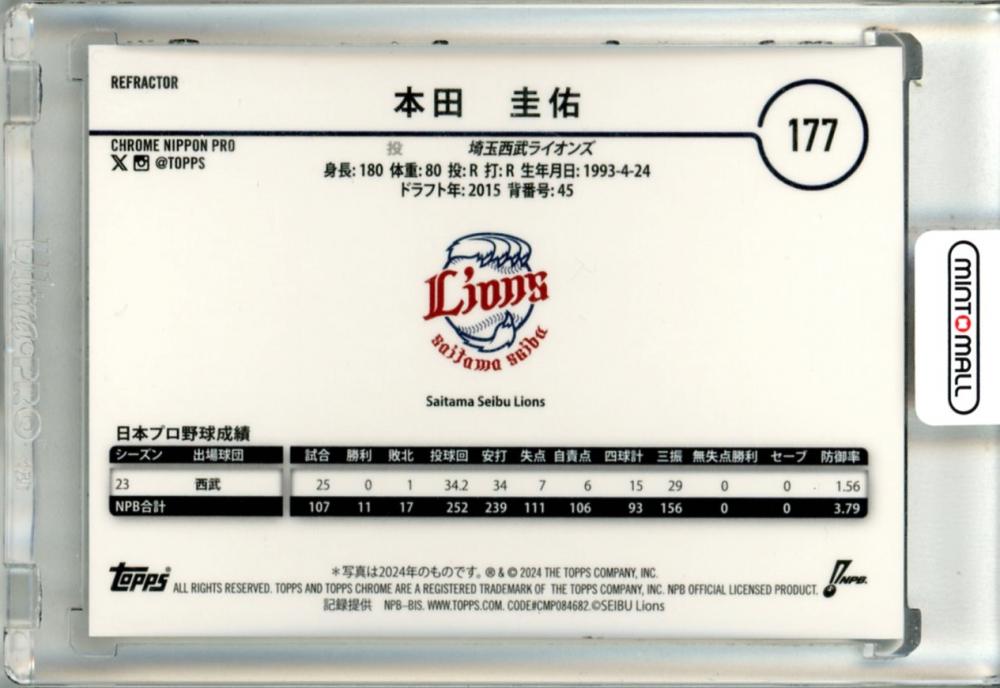 REFRACTOR
本田 圭佑
177
CHROME NIPPON PRO
@TOPPS
投 埼玉西武ライオンズ
身長: 180 体重: 80 投: R 打: R 生年月日: 1993-4-24
ドラフト年: 2015 背番号: 45
Lions
saitama seibu
Saitama Seibu Lions
MINT MALL
ULTRA PRO
日本プロ野球成績
シーズン 出場球団 試合 勝利 敗北 投球回 安打 失点 自責点 四球計 三振 無失点勝利 セーブ 防御率
23 西武 25 0 1 34.2 34 7 6 15 29 0 0 1.56
NPB合計 107 11 17 252 239 111 106 93 156 0 0 3.79
Topps
＊写真は2024年のものです。 ® & © 2024 THE TOPPS COMPANY, INC.
ALL RIGHTS RESERVED. TOPPS AND TOPPS CHROME ARE A REGISTERED TRADEMARK OF THE TOPPS COMPANY, INC. NPB OFFICIAL LICENSED PRODUCT.
記録提供 NPB-BIS. WWW.TOPPS.COM. CODE#CMP084682.©SEIBU Lions
NPB.